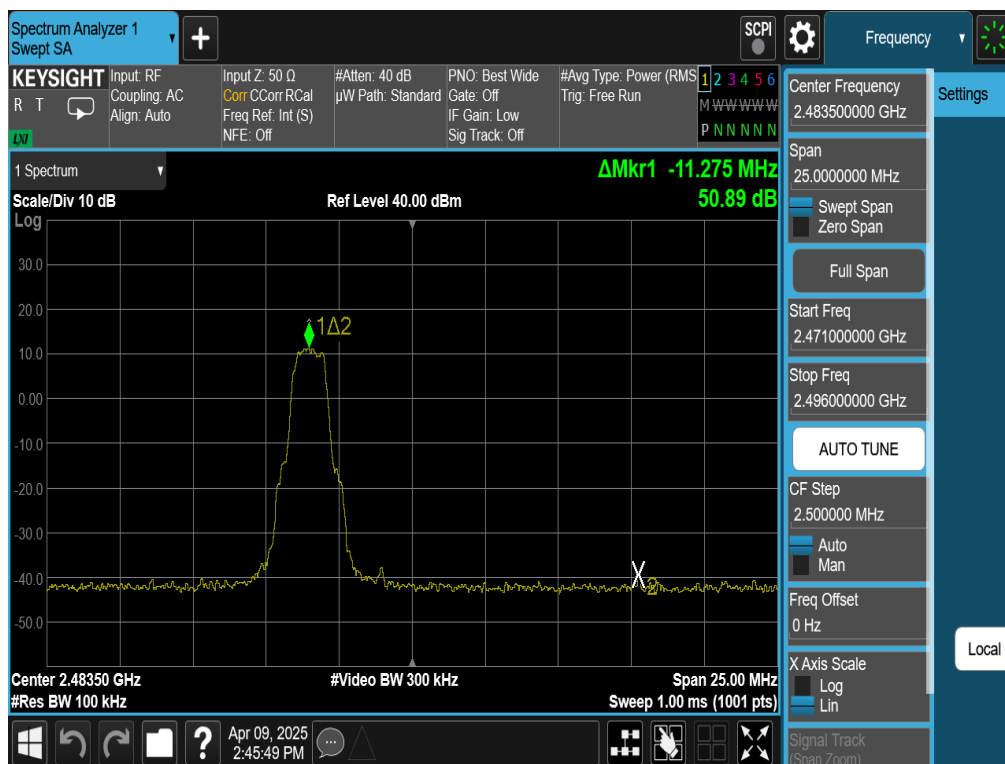 Spectrum Analyzer 1
Swept SA
+
SCPI
Frequency
KEYSIGHT
R T
LXI
Input: RF
Coupling: AC
Align: Auto
Input Z: 50 Ω
Corr CCorr RCal
Freq Ref: Int (S)
NFE: Off
#Atten: 40 dB
µW Path: Standard
PNO: Best Wide
Gate: Off
IF Gain: Low
Sig Track: Off
#Avg Type: Power (RMS
Trig: Free Run
1 2 3 4 5 6
M W W W W W
P N N N N N
1 Spectrum
Scale/Div 10 dB
Ref Level 40.00 dBm
ΔMkr1 -11.275 MHz
50.89 dB
Log
30.0
20.0
10.0
0.00
-10.0
-20.0
-30.0
-40.0
-50.0
1Δ2
X
2
Center 2.48350 GHz
#Video BW 300 kHz
Span 25.00 MHz
#Res BW 100 kHz
Sweep 1.00 ms (1001 pts)
?
Apr 09, 2025
2:45:49 PM
Center Frequency
2.483500000 GHz
Settings
Span
25.0000000 MHz
Swept Span
Zero Span
Full Span
Start Freq
2.471000000 GHz
Stop Freq
2.496000000 GHz
AUTO TUNE
CF Step
2.500000 MHz
Auto
Man
Freq Offset
0 Hz
Local
X Axis Scale
Log
Lin
Signal Track
(Span Zoom)